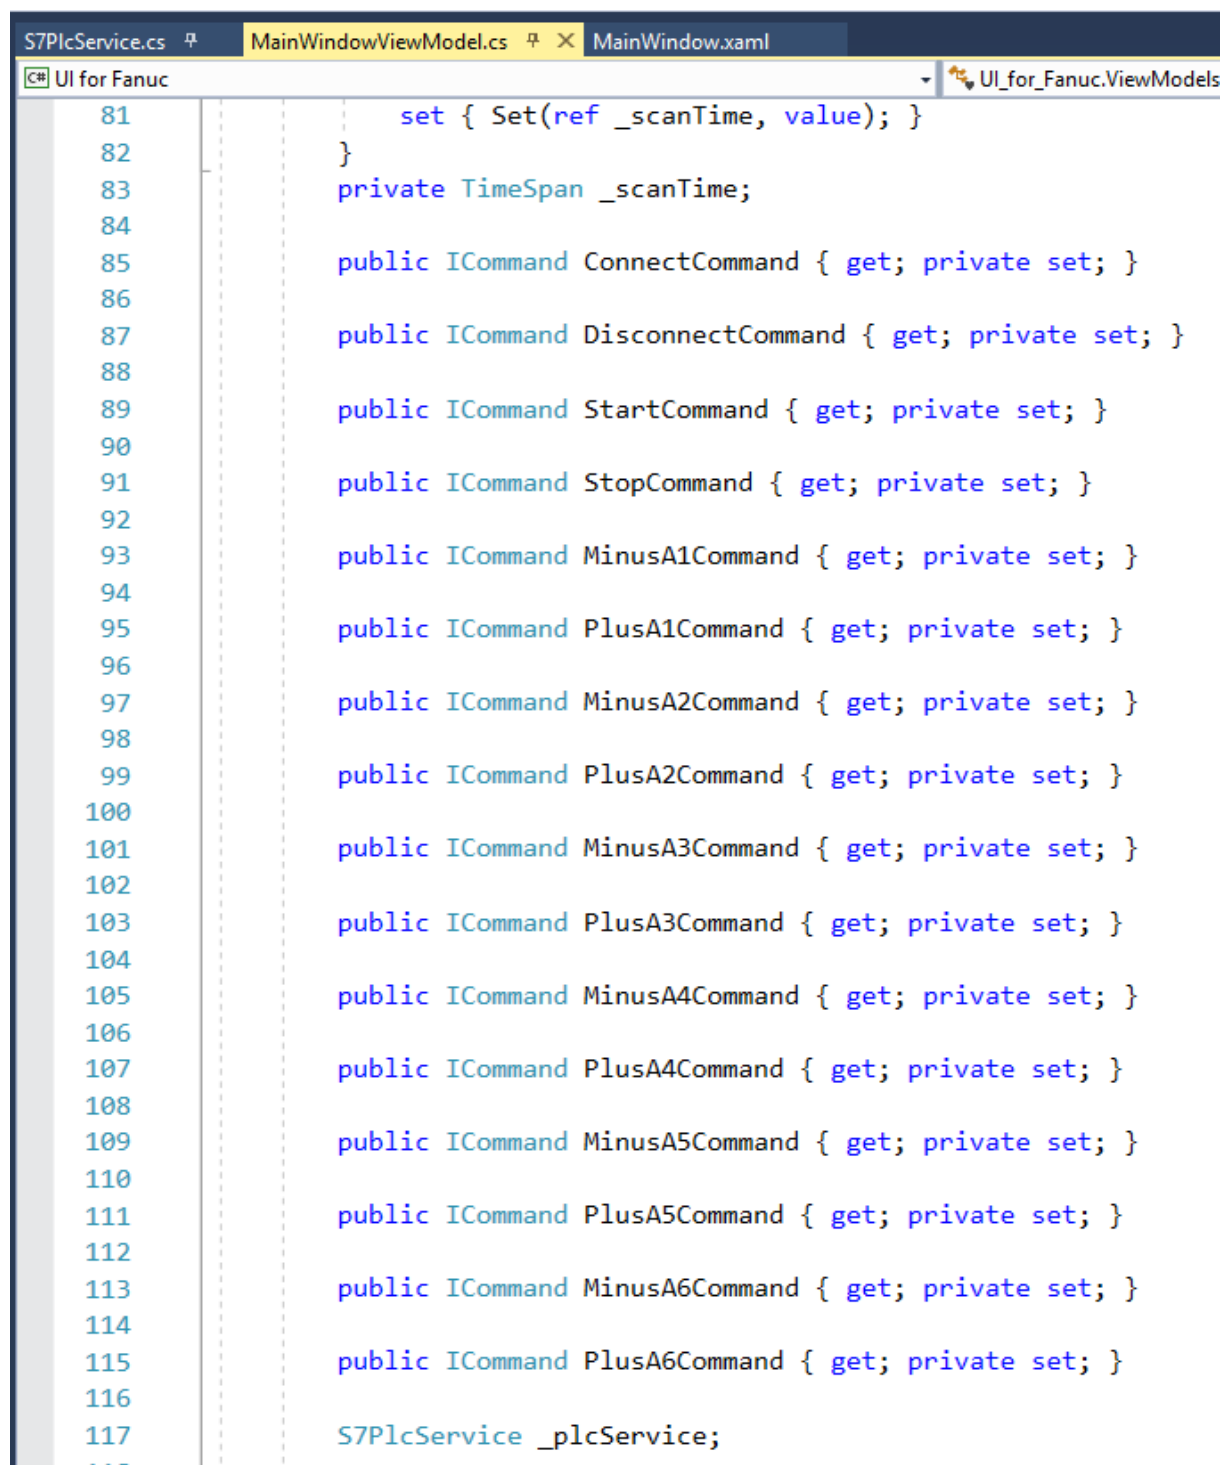 S7PlcService.cs MainWindowViewModel.cs MainWindow.xaml
C# UI for Fanuc UI_for_Fanuc.ViewModels
81 set { Set(ref _scanTime, value); }
82 }
83 private TimeSpan _scanTime;
84
85 public ICommand ConnectCommand { get; private set; }
86
87 public ICommand DisconnectCommand { get; private set; }
88
89 public ICommand StartCommand { get; private set; }
90
91 public ICommand StopCommand { get; private set; }
92
93 public ICommand MinusA1Command { get; private set; }
94
95 public ICommand PlusA1Command { get; private set; }
96
97 public ICommand MinusA2Command { get; private set; }
98
99 public ICommand PlusA2Command { get; private set; }
100
101 public ICommand MinusA3Command { get; private set; }
102
103 public ICommand PlusA3Command { get; private set; }
104
105 public ICommand MinusA4Command { get; private set; }
106
107 public ICommand PlusA4Command { get; private set; }
108
109 public ICommand MinusA5Command { get; private set; }
110
111 public ICommand PlusA5Command { get; private set; }
112
113 public ICommand MinusA6Command { get; private set; }
114
115 public ICommand PlusA6Command { get; private set; }
116
117 S7PlcService _plcService;